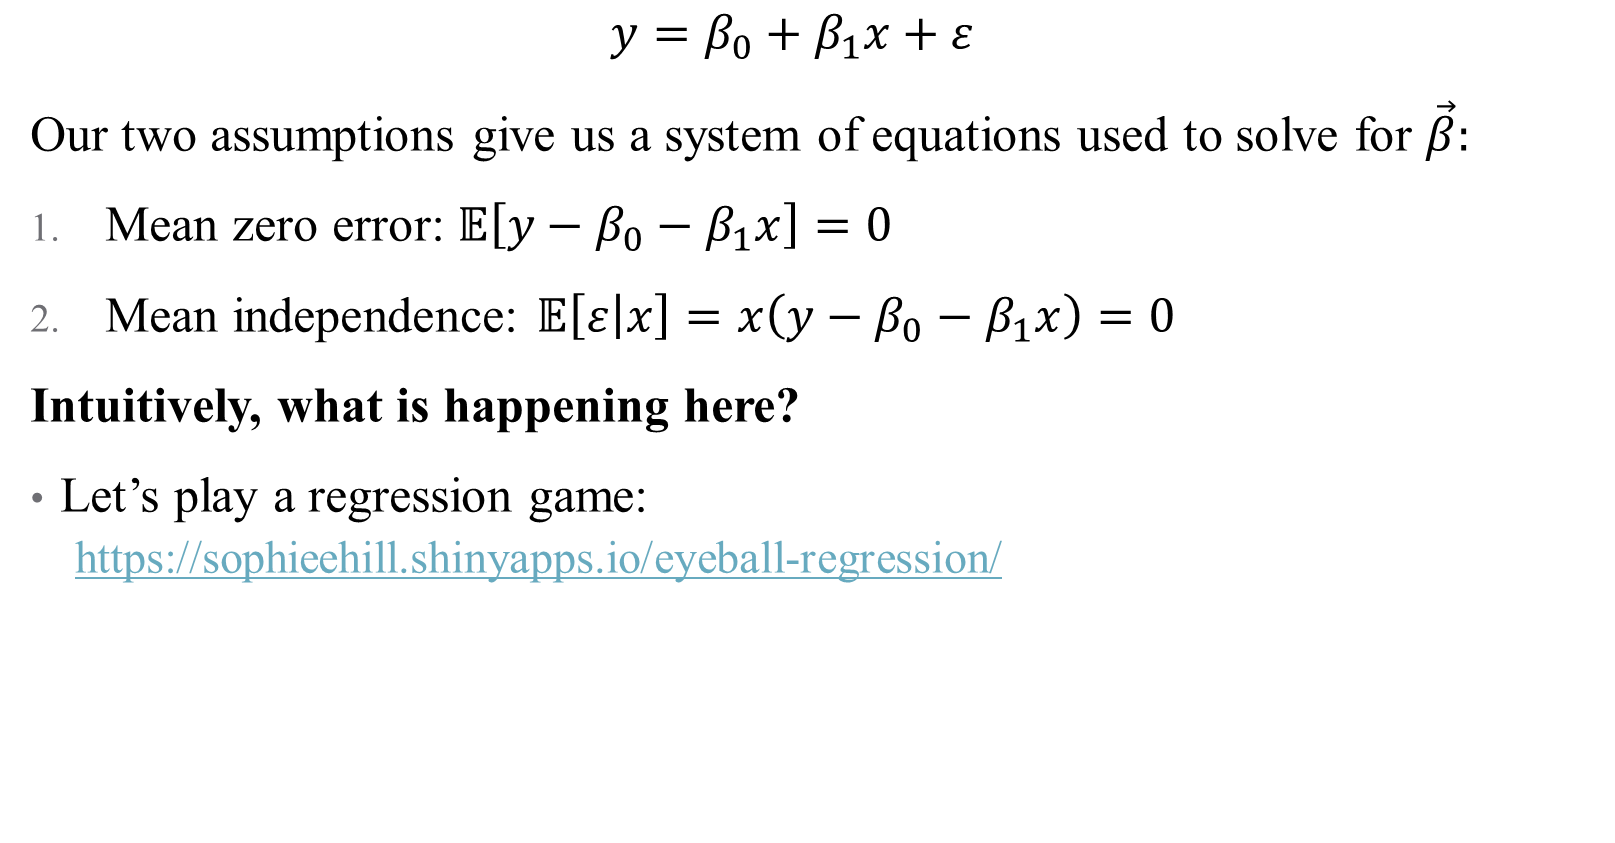 y = β₀ + β₁x + ε
Our two assumptions give us a system of equations used to solve for β⃗:
1. Mean zero error: 𝔼[y − β₀ − β₁x] = 0
2. Mean independence: 𝔼[ε|x] = x(y − β₀ − β₁x) = 0
Intuitively, what is happening here?
• Let’s play a regression game:
https://sophieehill.shinyapps.io/eyeball-regression/